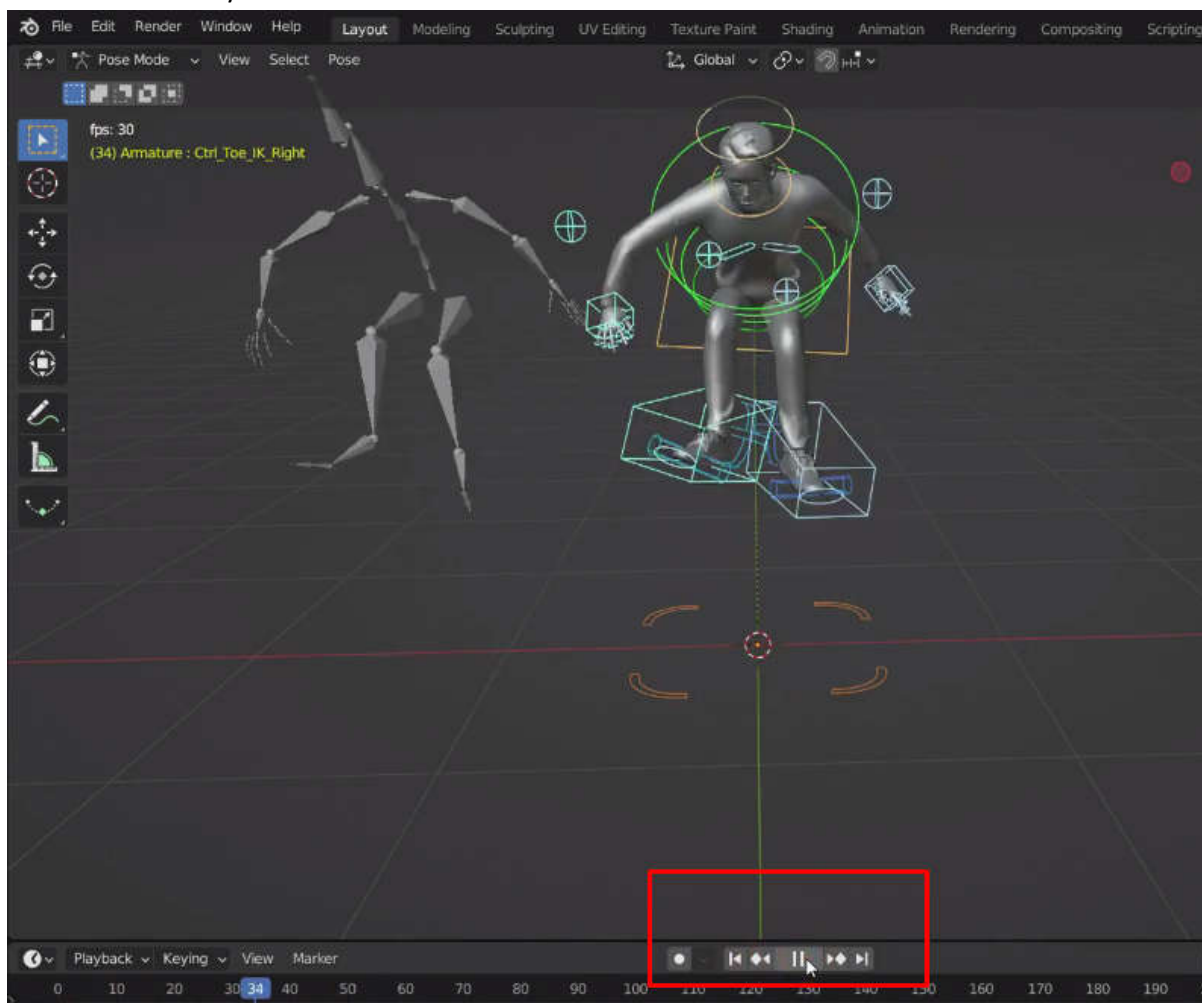 File Edit Render Window Help Layout Modeling Sculpting UV Editing Texture Paint Shading Animation Rendering Compositing Scripting
Pose Mode View Select Pose Global
fps: 30
(34) Armature : Ctrl_Toe_IK_Right
Playback Keying View Marker
0 10 20 30 34 40 50 60 70 80 90 100 110 120 130 140 150 160 170 180 190